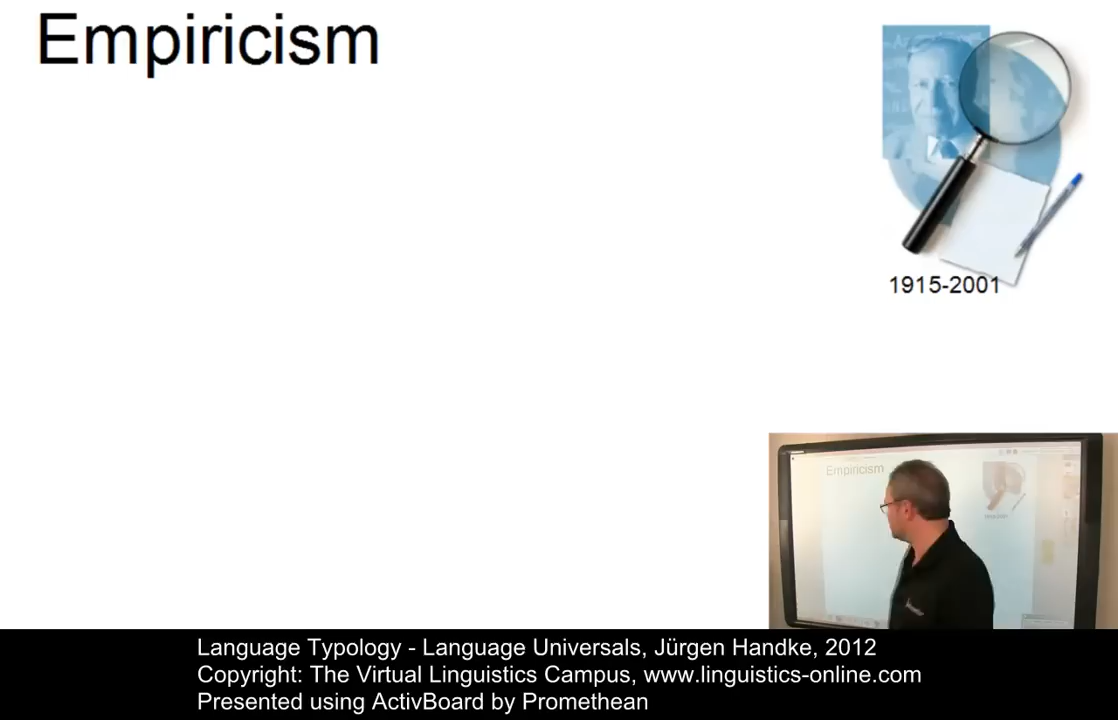 Empiricism
1915-2001
Empiricism
Language Typology - Language Universals, Jürgen Handke, 2012
Copyright: The Virtual Linguistics Campus, www.linguistics-online.com
Presented using ActivBoard by Promethean